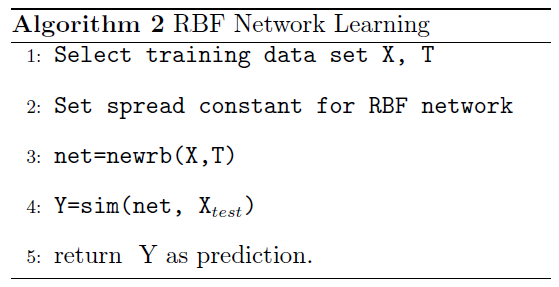 Algorithm 2 RBF Network Learning
1: Select training data set X, T
2: Set spread constant for RBF network
3: net=newrb(X,T)
4: Y=sim(net, X_test)
5: return Y as prediction.